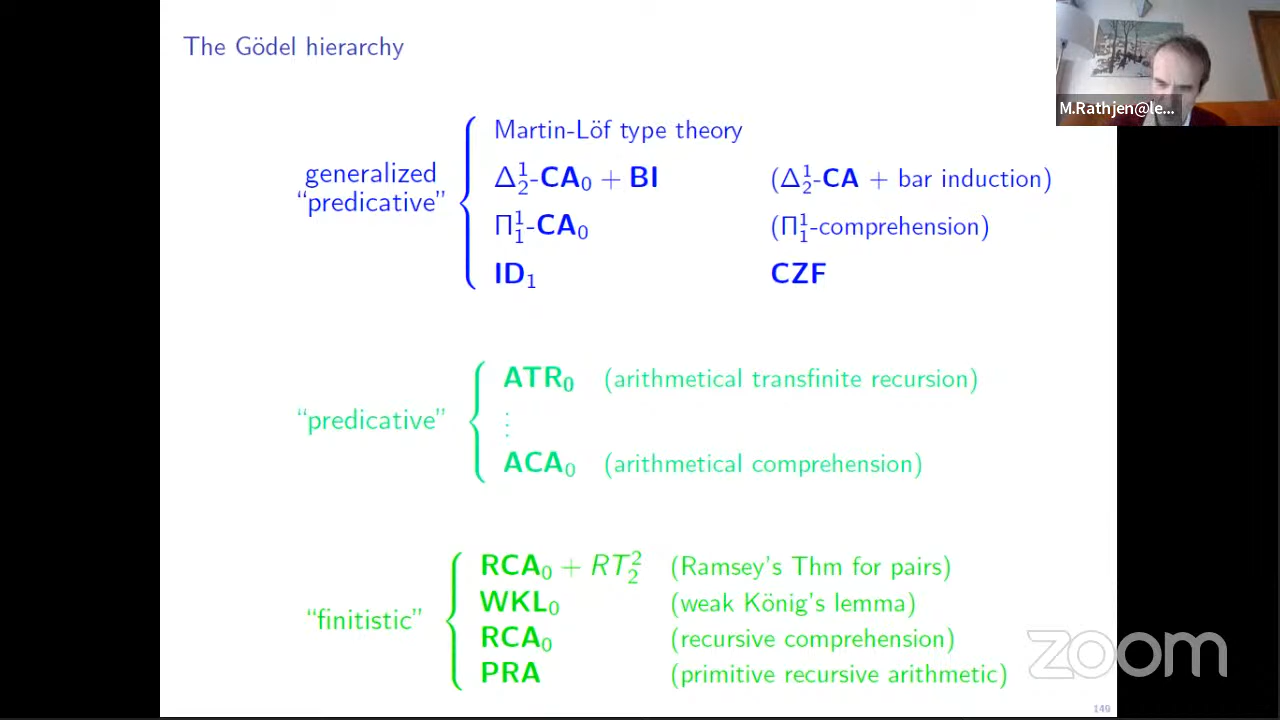 The Gödel hierarchy
M.Rathjen@le...
generalized
“predicative”
Martin-Löf type theory
Δ¹₂-CA₀ + BI (Δ¹₂-CA + bar induction)
Π¹₁-CA₀ (Π¹₁-comprehension)
ID₁ CZF
“predicative”
ATR₀ (arithmetical transfinite recursion)
⋮
ACA₀ (arithmetical comprehension)
“finitistic”
RCA₀ + RT²₂ (Ramsey's Thm for pairs)
WKL₀ (weak König's lemma)
RCA₀ (recursive comprehension)
PRA (primitive recursive arithmetic)
zoom
149